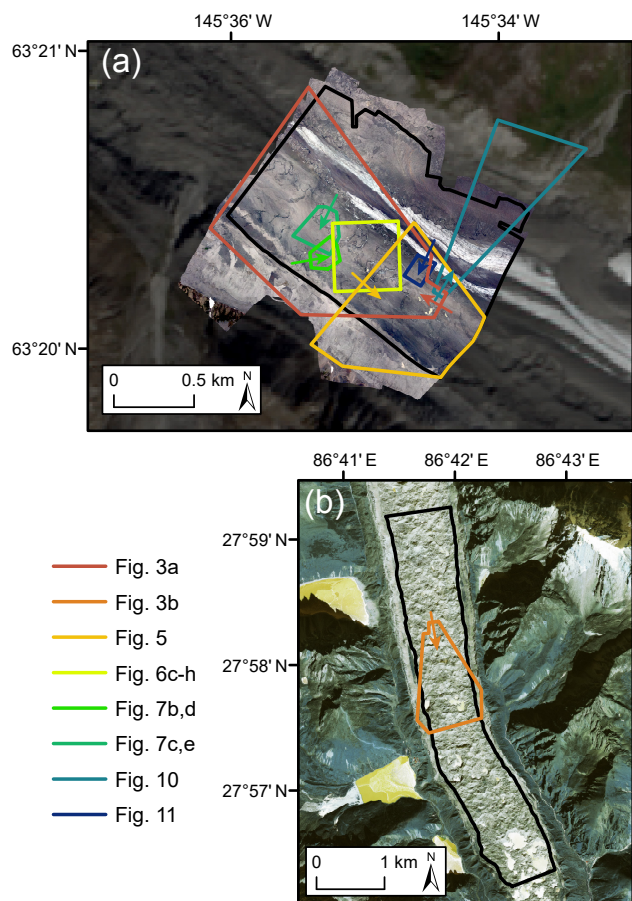 145°36' W 145°34' W
63°21' N
(a)
63°20' N
0 0.5 km N
86°41' E 86°42' E 86°43' E
(b)
27°59' N
27°58' N
27°57' N
Fig. 3a
Fig. 3b
Fig. 5
Fig. 6c-h
Fig. 7b,d
Fig. 7c,e
Fig. 10
Fig. 11
0 1 km N